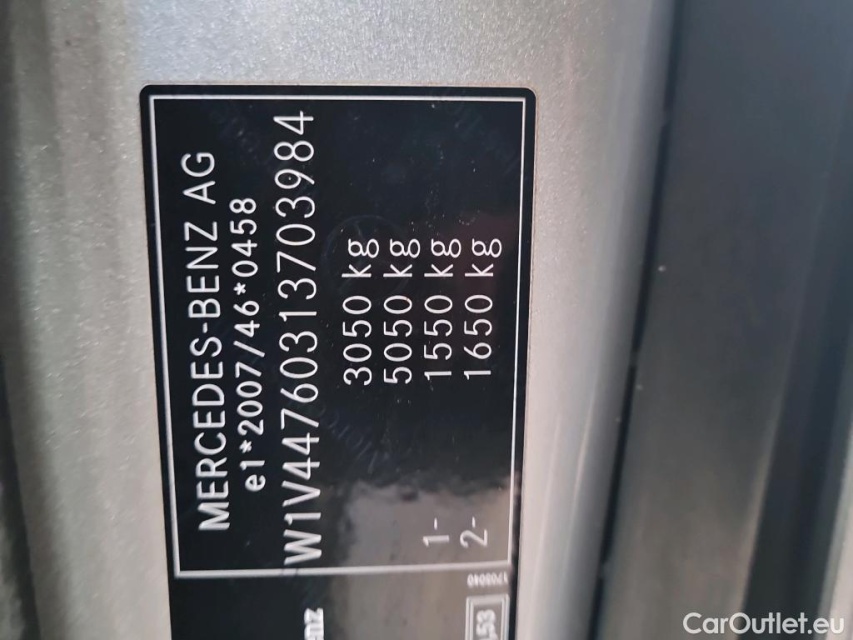 MERCEDES-BENZ AG
e1*2007/46*0458
W1V44760313703984
3050 kg
5050 kg
1- 1550 kg
2- 1650 kg
1708040
CarOutlet.eu